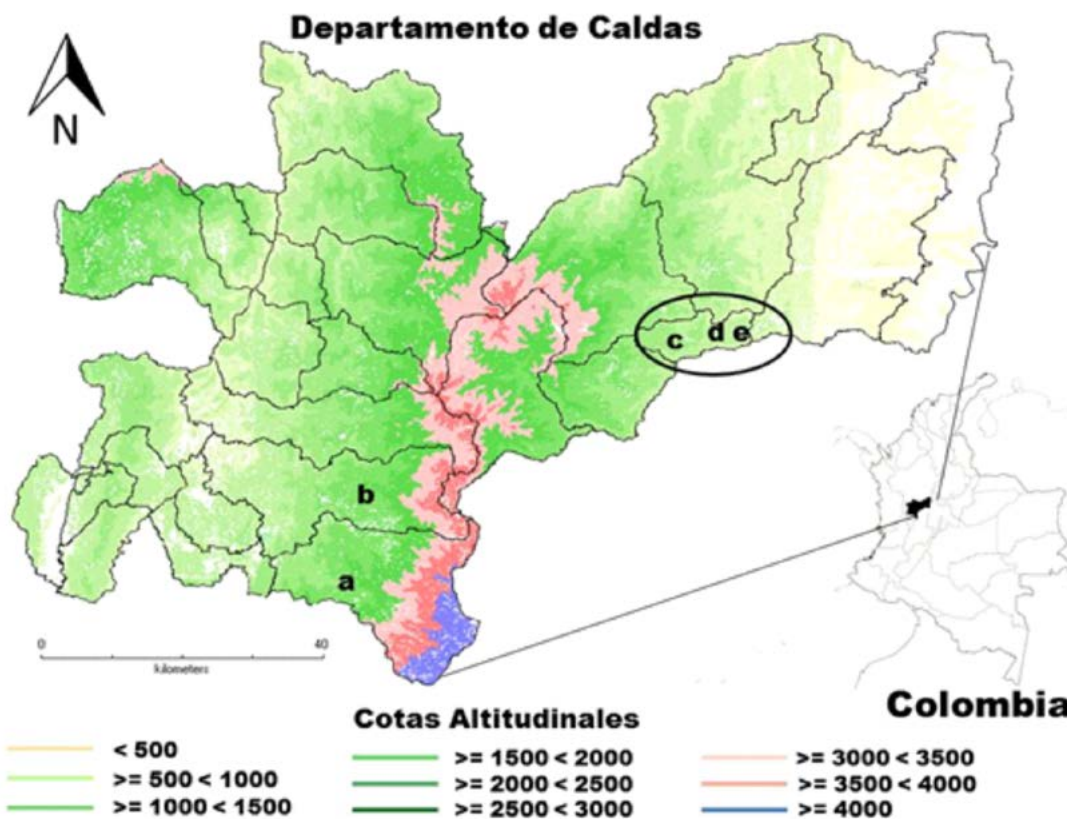 Departamento de Caldas
N
c d e
b
a
0 40
kilometers
Colombia
Cotas Altitudinales
< 500
>= 500 < 1000
>= 1000 < 1500
>= 1500 < 2000
>= 2000 < 2500
>= 2500 < 3000
>= 3000 < 3500
>= 3500 < 4000
>= 4000